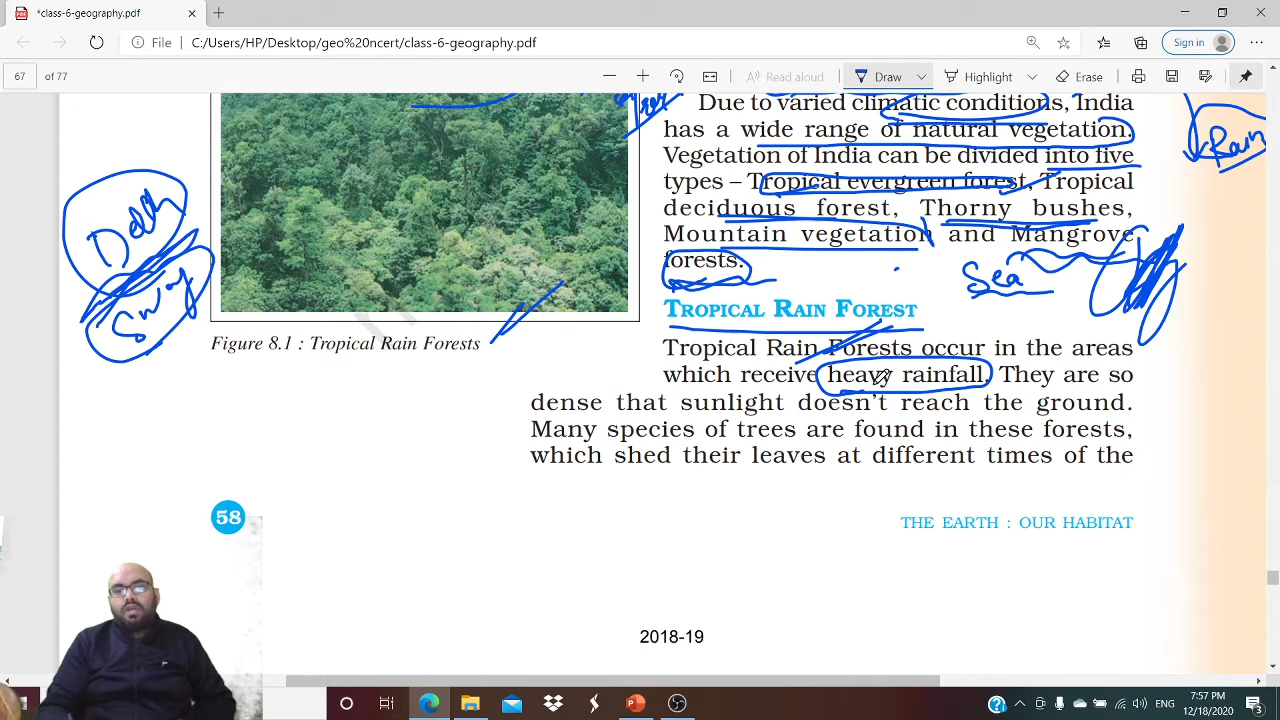 *class-6-geography.pdf
File | C:/Users/HP/Desktop/geo%20ncert/class-6-geography.pdf
Sign in
67 of 77
Read aloud
Draw
Highlight
Erase
Due to varied climatic conditions, India
has a wide range of natural vegetation.
Vegetation of India can be divided into five
types – Tropical evergreen forest, Tropical
deciduous forest, Thorny bushes,
Mountain vegetation and Mangrove
forests.
Rain
Sea
TROPICAL RAIN FOREST
Figure 8.1 : Tropical Rain Forests
Tropical Rain Forests occur in the areas
which receive heavy rainfall. They are so
dense that sunlight doesn't reach the ground.
Many species of trees are found in these forests,
which shed their leaves at different times of the
58
THE EARTH : OUR HABITAT
2018-19
7:57 PM
ENG
12/18/2020
3